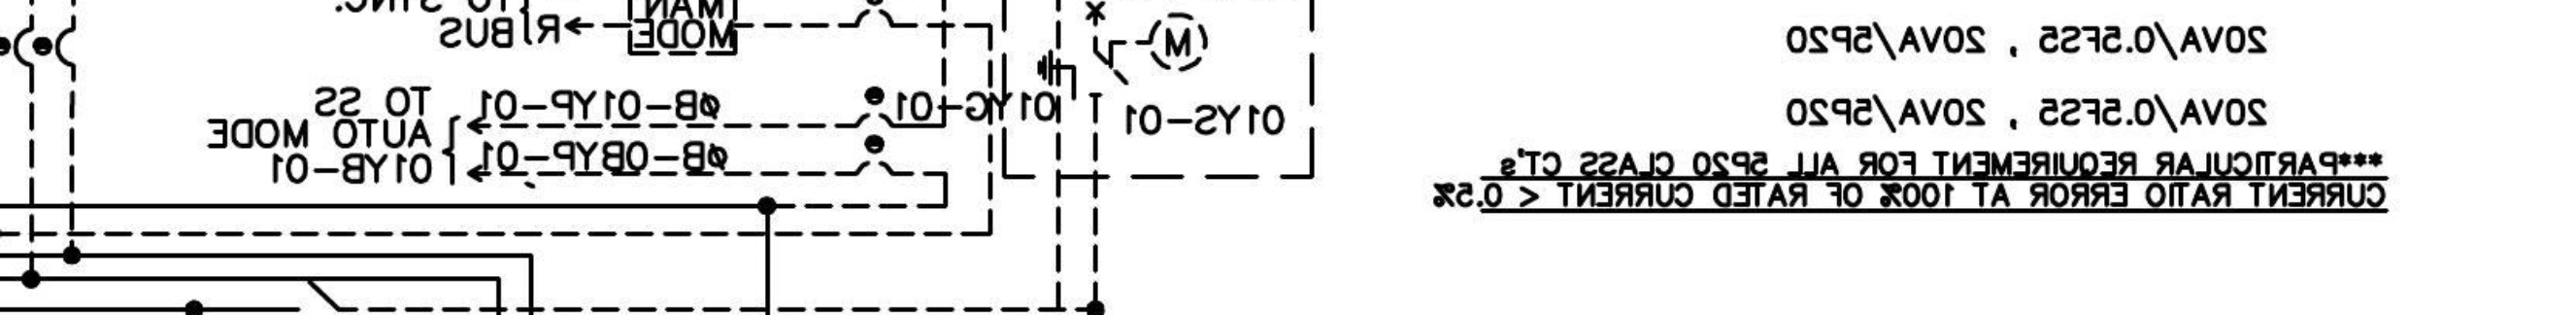 TO SYNC.
MAN
MODE
R BUS
M
TO SS
AUTO MODE
01YB-01
øB-01YP-01
øB-0BYP-01
01YG-01
01YS-01
20VA/0.5FS5 , 20VA/5P20
20VA/0.5FS5 , 20VA/5P20
***PARTICULAR REQUIREMENT FOR ALL 5P20 CLASS CT's
CURRENT RATIO ERROR AT 100% OF RATED CURRENT < 0.5%